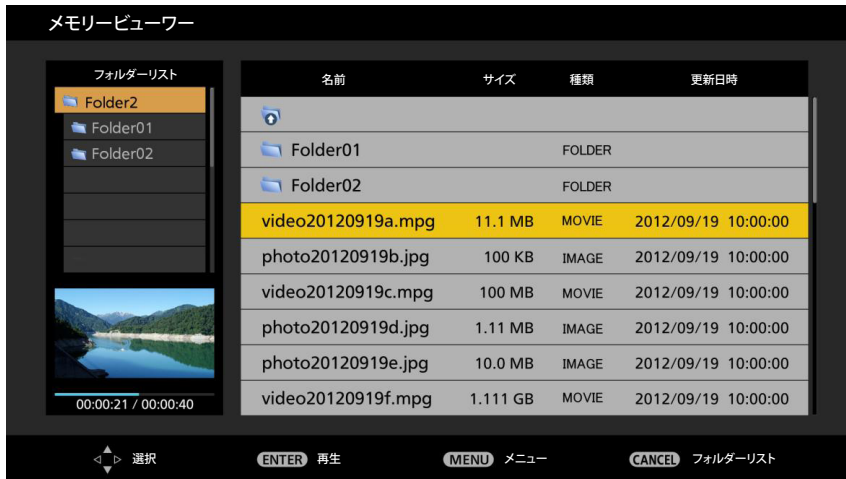 メモリービューワー
フォルダーリスト
Folder2
Folder01
Folder02
00:00:21 / 00:00:40
名前 サイズ 種類 更新日時
Folder01 FOLDER
Folder02 FOLDER
video20120919a.mpg 11.1 MB MOVIE 2012/09/19 10:00:00
photo20120919b.jpg 100 KB IMAGE 2012/09/19 10:00:00
video20120919c.mpg 100 MB MOVIE 2012/09/19 10:00:00
photo20120919d.jpg 1.11 MB IMAGE 2012/09/19 10:00:00
photo20120919e.jpg 10.0 MB IMAGE 2012/09/19 10:00:00
video20120919f.mpg 1.111 GB MOVIE 2012/09/19 10:00:00
選択 ENTER 再生 MENU メニュー CANCEL フォルダーリスト